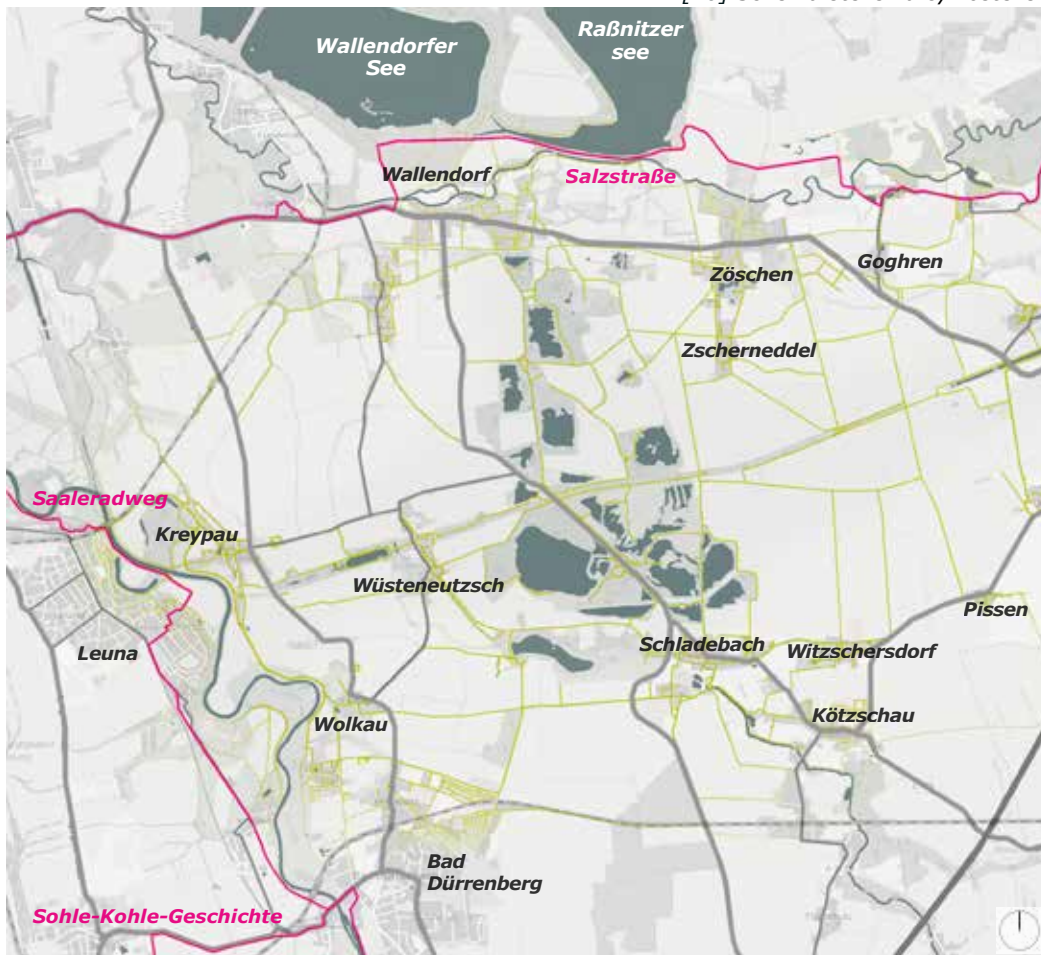 Wallendorfer
See
Raßnitzer
see
Wallendorf
Salzstraße
Goghren
Zöschen
Zscherneddel
Saaleradweg
Kreypau
Wüsteneutzsch
Pissen
Leuna
Schladebach
Witzschersdorf
Wolkau
Kötzschau
Bad
Dürrenberg
Sohle-Kohle-Geschichte